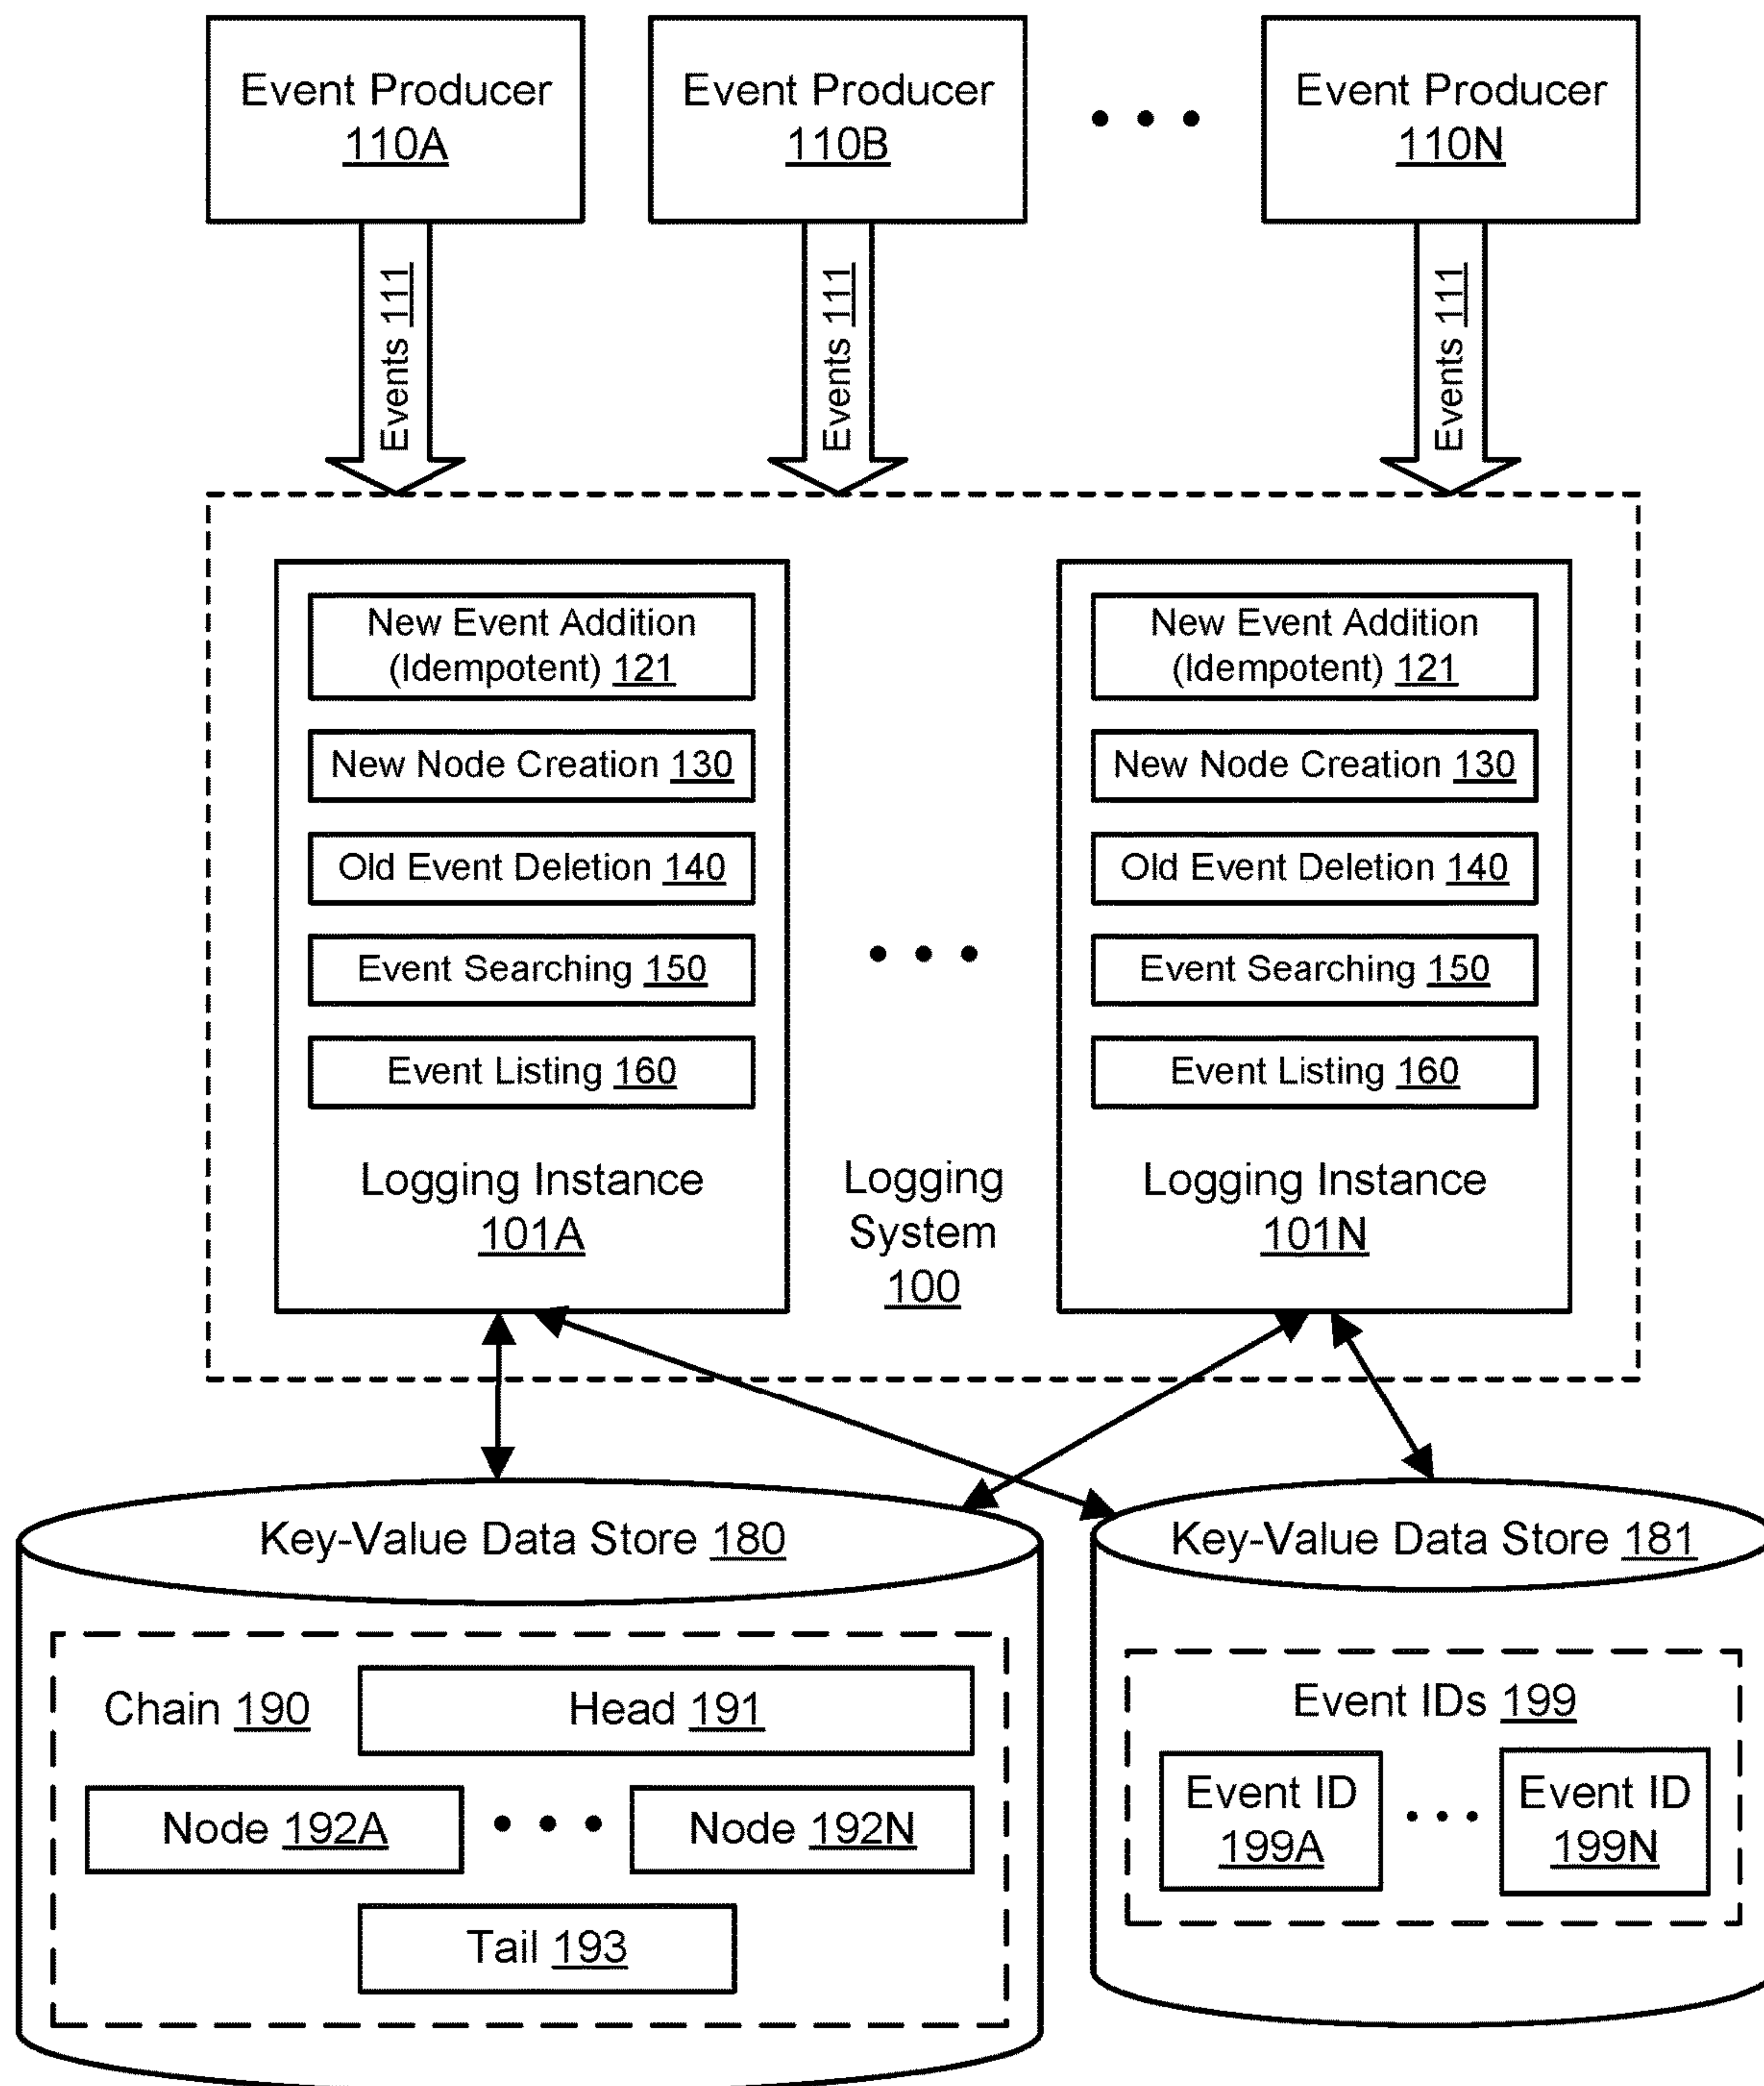 Event Producer
110A
Event Producer
110B
Event Producer
110N
Events 111
Events 111
Events 111
New Event Addition
(Idempotent) 121
New Node Creation 130
Old Event Deletion 140
Event Searching 150
Event Listing 160
Logging Instance
101A
Logging
System
100
New Event Addition
(Idempotent) 121
New Node Creation 130
Old Event Deletion 140
Event Searching 150
Event Listing 160
Logging Instance
101N
Key-Value Data Store 180
Chain 190
Head 191
Node 192A
Node 192N
Tail 193
Key-Value Data Store 181
Event IDs 199
Event ID
199A
Event ID
199N